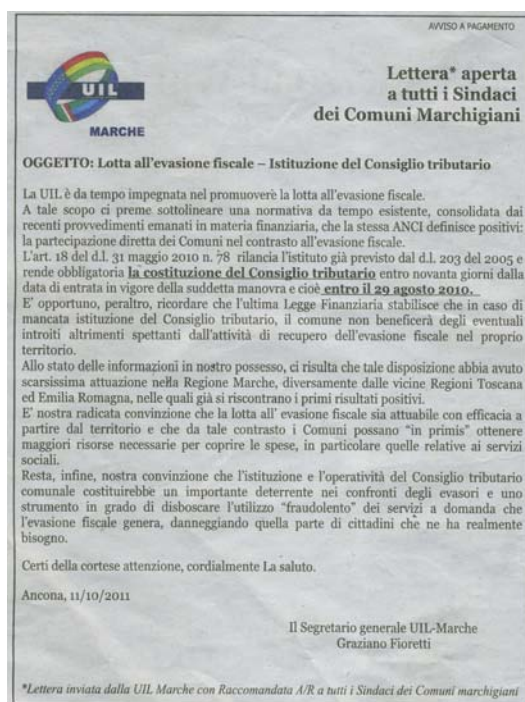 AVVISO A PAGAMENTO
UIL
MARCHE
Lettera* aperta
a tutti i Sindaci
dei Comuni Marchigiani
OGGETTO: Lotta all'evasione fiscale – Istituzione del Consiglio tributario
La UIL è da tempo impegnata nel promuovere la lotta all'evasione fiscale.
A tale scopo ci preme sottolineare una normativa da tempo esistente, consolidata dai
recenti provvedimenti emanati in materia finanziaria, che la stessa ANCI definisce positivi:
la partecipazione diretta dei Comuni nel contrasto all'evasione fiscale.
L'art. 18 del d.l. 31 maggio 2010 n. 78 rilancia l'istituto già previsto dal d.l. 203 del 2005 e
rende obbligatoria la costituzione del Consiglio tributario entro novanta giorni dalla
data di entrata in vigore della suddetta manovra e cioè entro il 29 agosto 2010.
E' opportuno, peraltro, ricordare che l'ultima Legge Finanziaria stabilisce che in caso di
mancata istituzione del Consiglio tributario, il comune non beneficerà degli eventuali
introiti altrimenti spettanti dall'attività di recupero dell'evasione fiscale nel proprio
territorio.
Allo stato delle informazioni in nostro possesso, ci risulta che tale disposizione abbia avuto
scarsissima attuazione nella Regione Marche, diversamente dalle vicine Regioni Toscana
ed Emilia Romagna, nelle quali già si riscontrano i primi risultati positivi.
E' nostra radicata convinzione che la lotta all' evasione fiscale sia attuabile con efficacia a
partire dal territorio e che da tale contrasto i Comuni possano "in primis" ottenere
maggiori risorse necessarie per coprire le spese, in particolare quelle relative ai servizi
sociali.
Resta, infine, nostra convinzione che l'istituzione e l'operatività del Consiglio tributario
comunale costituirebbe un importante deterrente nei confronti degli evasori e uno
strumento in grado di disboscare l'utilizzo "fraudolento" dei servizi a domanda che
l'evasione fiscale genera, danneggiando quella parte di cittadini che ne ha realmente
bisogno.
Certi della cortese attenzione, cordialmente La saluto.
Ancona, 11/10/2011
Il Segretario generale UIL-Marche
Graziano Fioretti
*Lettera inviata dalla UIL Marche con Raccomandata A/R a tutti i Sindaci dei Comuni marchigiani